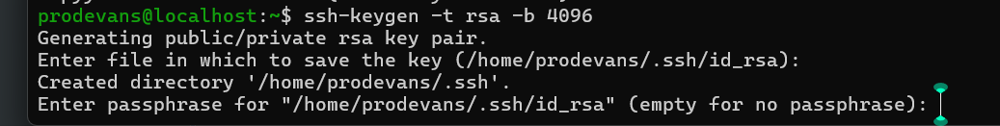 prodevans@localhost:~$ ssh-keygen -t rsa -b 4096
Generating public/private rsa key pair.
Enter file in which to save the key (/home/prodevans/.ssh/id_rsa):
Created directory '/home/prodevans/.ssh'.
Enter passphrase for "/home/prodevans/.ssh/id_rsa" (empty for no passphrase):